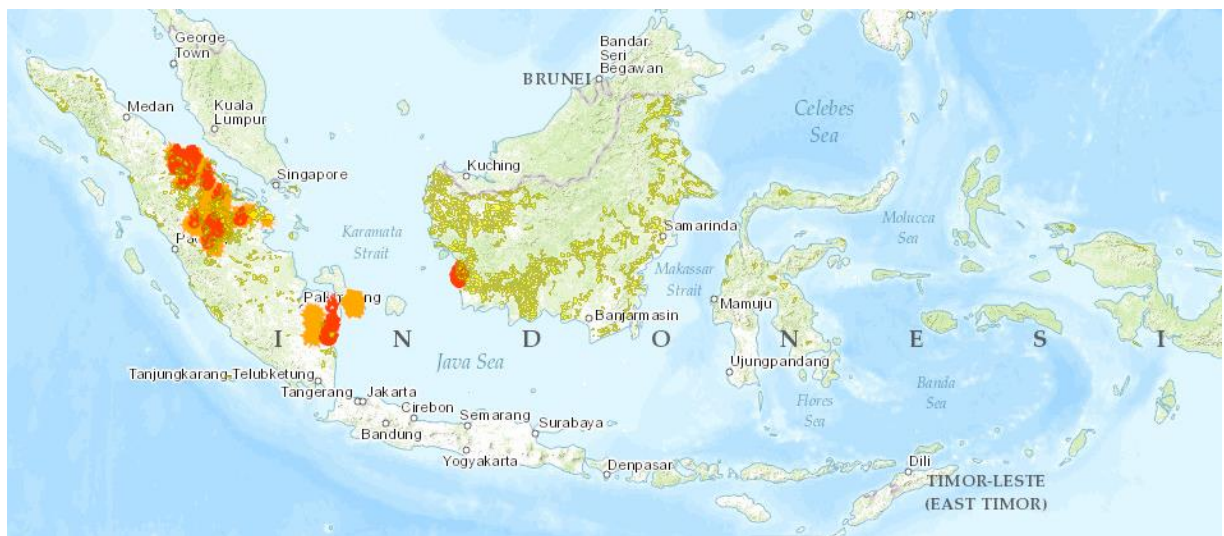 George
Town
Medan
Kuala
Lumpur
Singapore
Bandar
Seri
Begawan
BRUNEI
Kuching
Celebes
Sea
Karamata
Strait
Samarinda
Molucca
Sea
Makassar
Strait
Mamuju
Banjarmasin
I N D O N E S I
Java Sea
Ujungpandang
Tanjungkarang-Telubketung
Tangerang
Jakarta
Cirebon
Semarang
Surabaya
Bandung
Yogyakarta
Denpasar
Flores
Sea
Banda
Sea
Dili
TIMOR-LESTE
(EAST TIMOR)